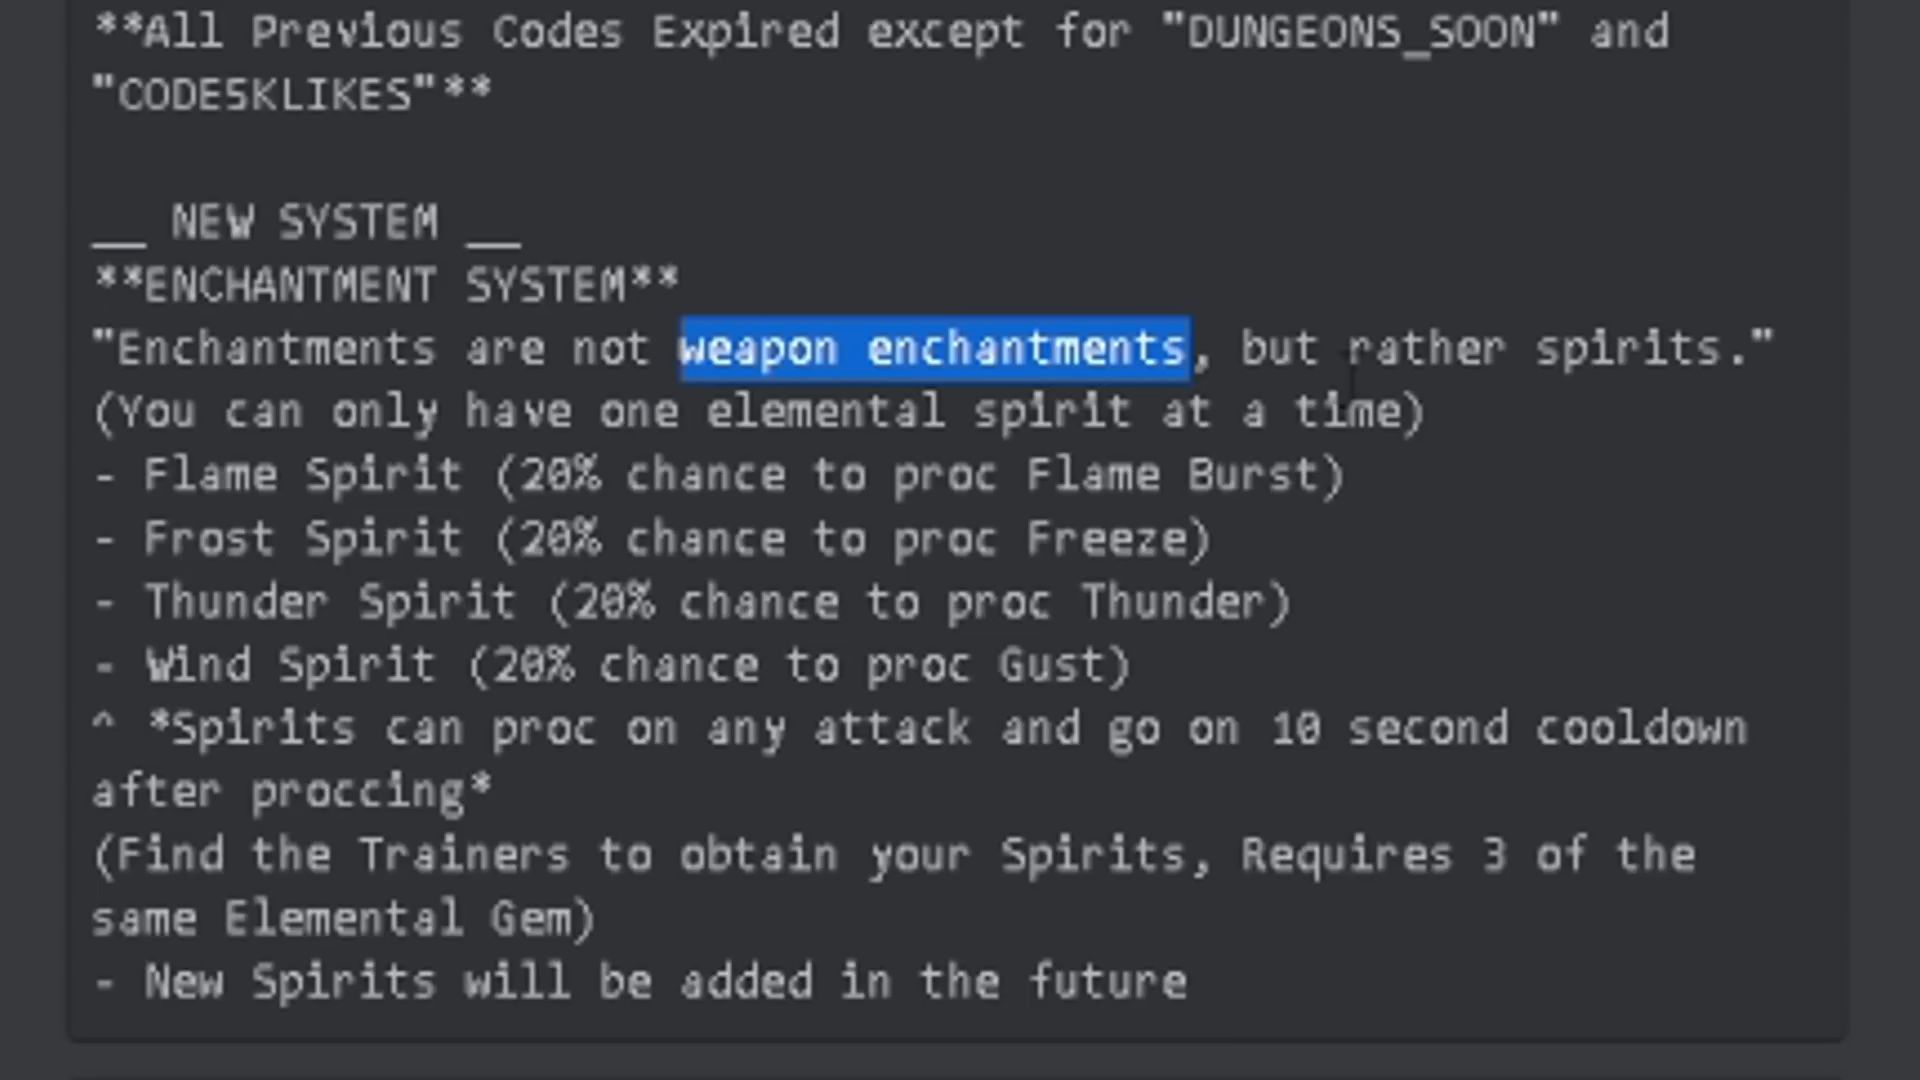 **All Previous Codes Expired except for "DUNGEONS_SOON" and
"CODE5KLIKES"**
__ NEW SYSTEM __
**ENCHANTMENT SYSTEM**
"Enchantments are not weapon enchantments, but rather spirits."
(You can only have one elemental spirit at a time)
- Flame Spirit (20% chance to proc Flame Burst)
- Frost Spirit (20% chance to proc Freeze)
- Thunder Spirit (20% chance to proc Thunder)
- Wind Spirit (20% chance to proc Gust)
^ *Spirits can proc on any attack and go on 10 second cooldown
after proccing*
(Find the Trainers to obtain your Spirits, Requires 3 of the
same Elemental Gem)
- New Spirits will be added in the future